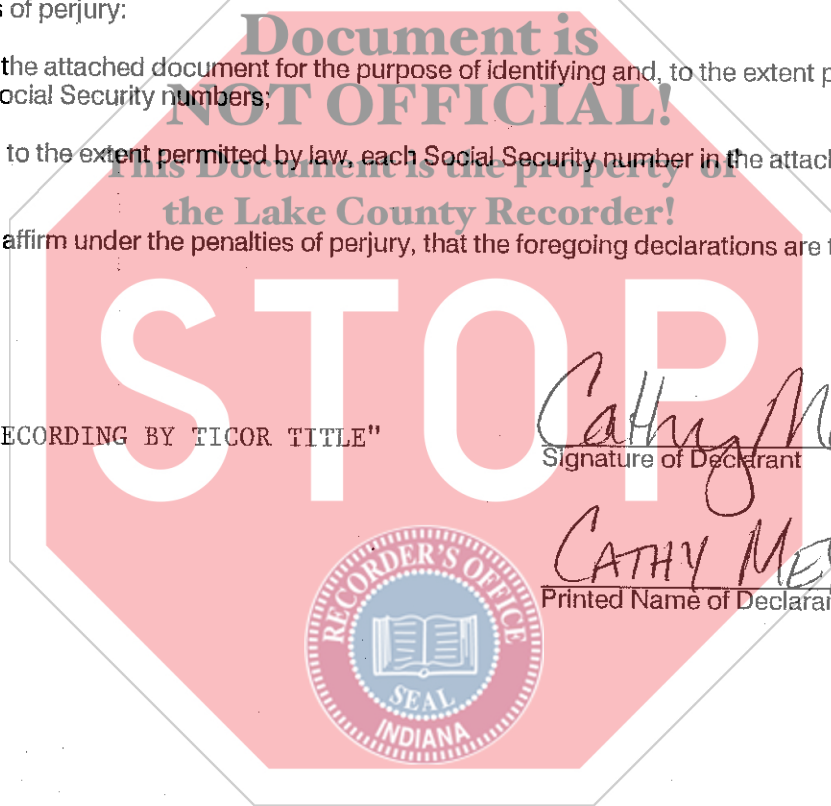 s of perjury:
Document is
the attached document for the purpose of identifying and, to the extent p
ocial Security numbers;
NOT OFFICIAL!
to the extent permitted by law, each Social Security number in the attach
This Document is the property of
the Lake County Recorder!
affirm under the penalties of perjury, that the foregoing declarations are t
STOP
ECORDING BY TICOR TITLE"
Cathy Me
Signature of Declarant
CATHY ME
Printed Name of Declaran
RECORDER'S OFFICE
SEAL
INDIANA